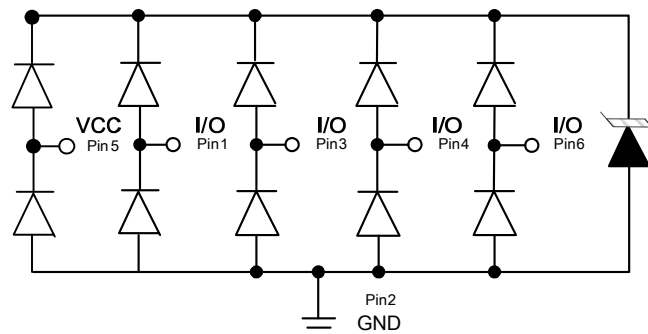 VCC I/O I/O I/O I/O
Pin5 Pin1 Pin3 Pin4 Pin6
Pin2
GND